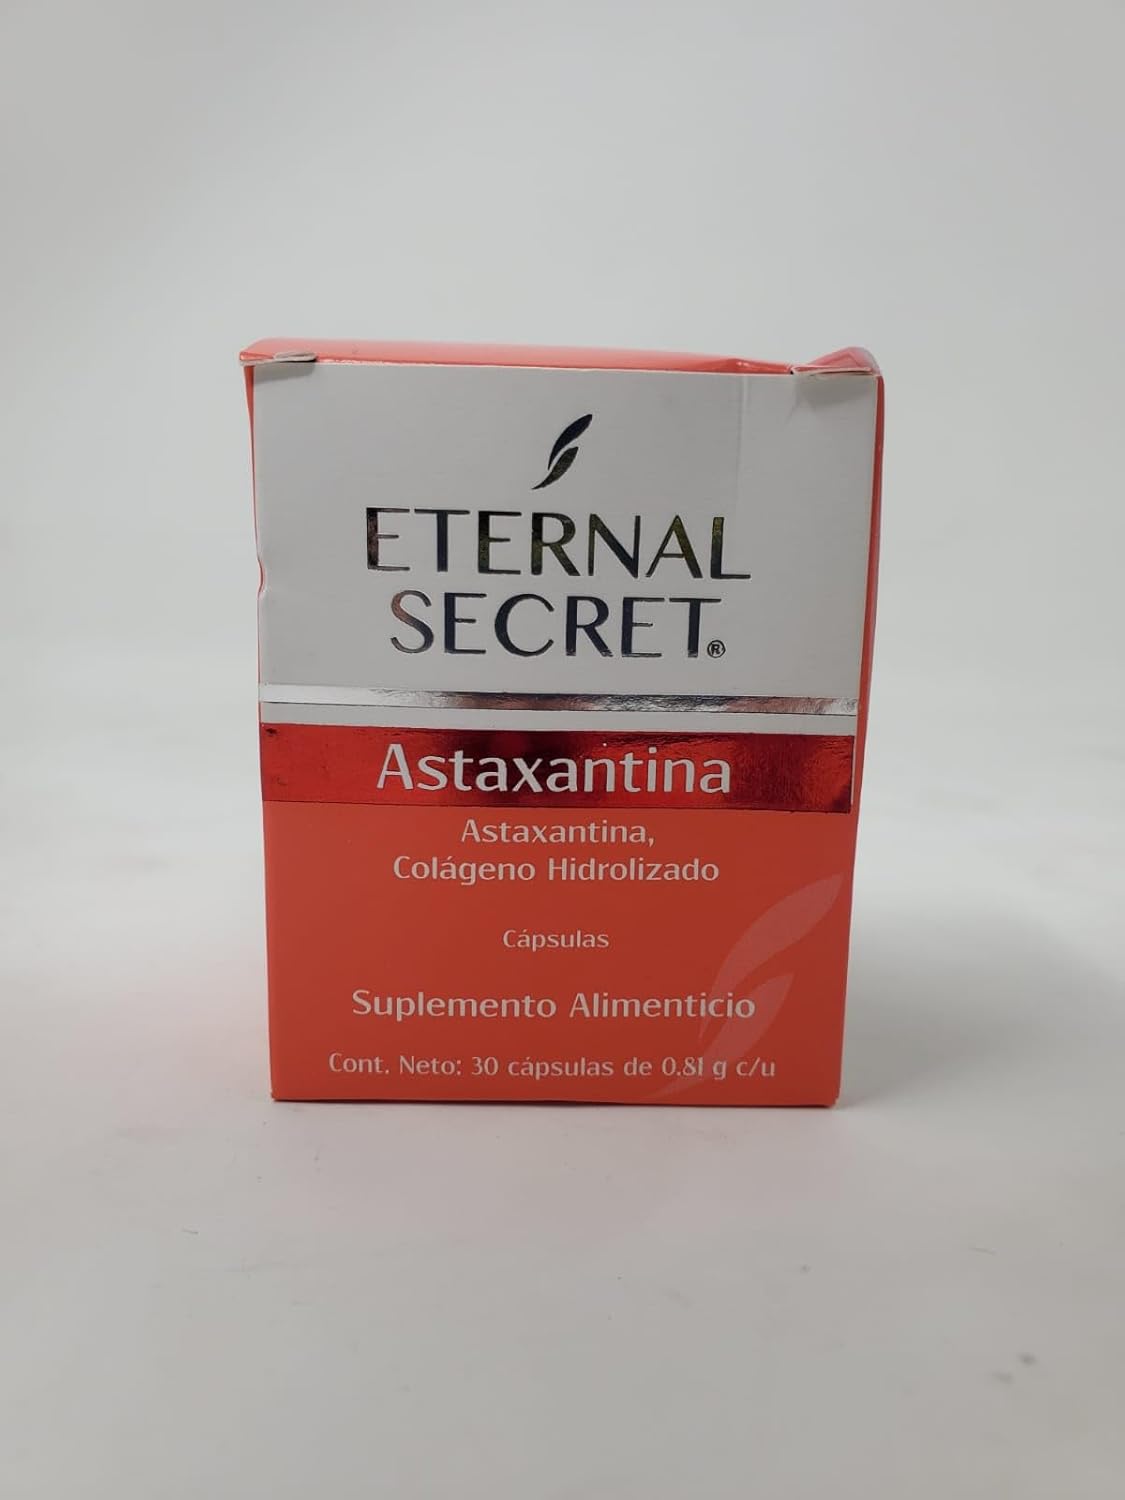 ETERNAL
SECRET®
Astaxantina
Astaxantina,
Colágeno Hidrolizado
Cápsulas
Suplemento Alimenticio
Cont. Neto: 30 cápsulas de 0.81 g c/u